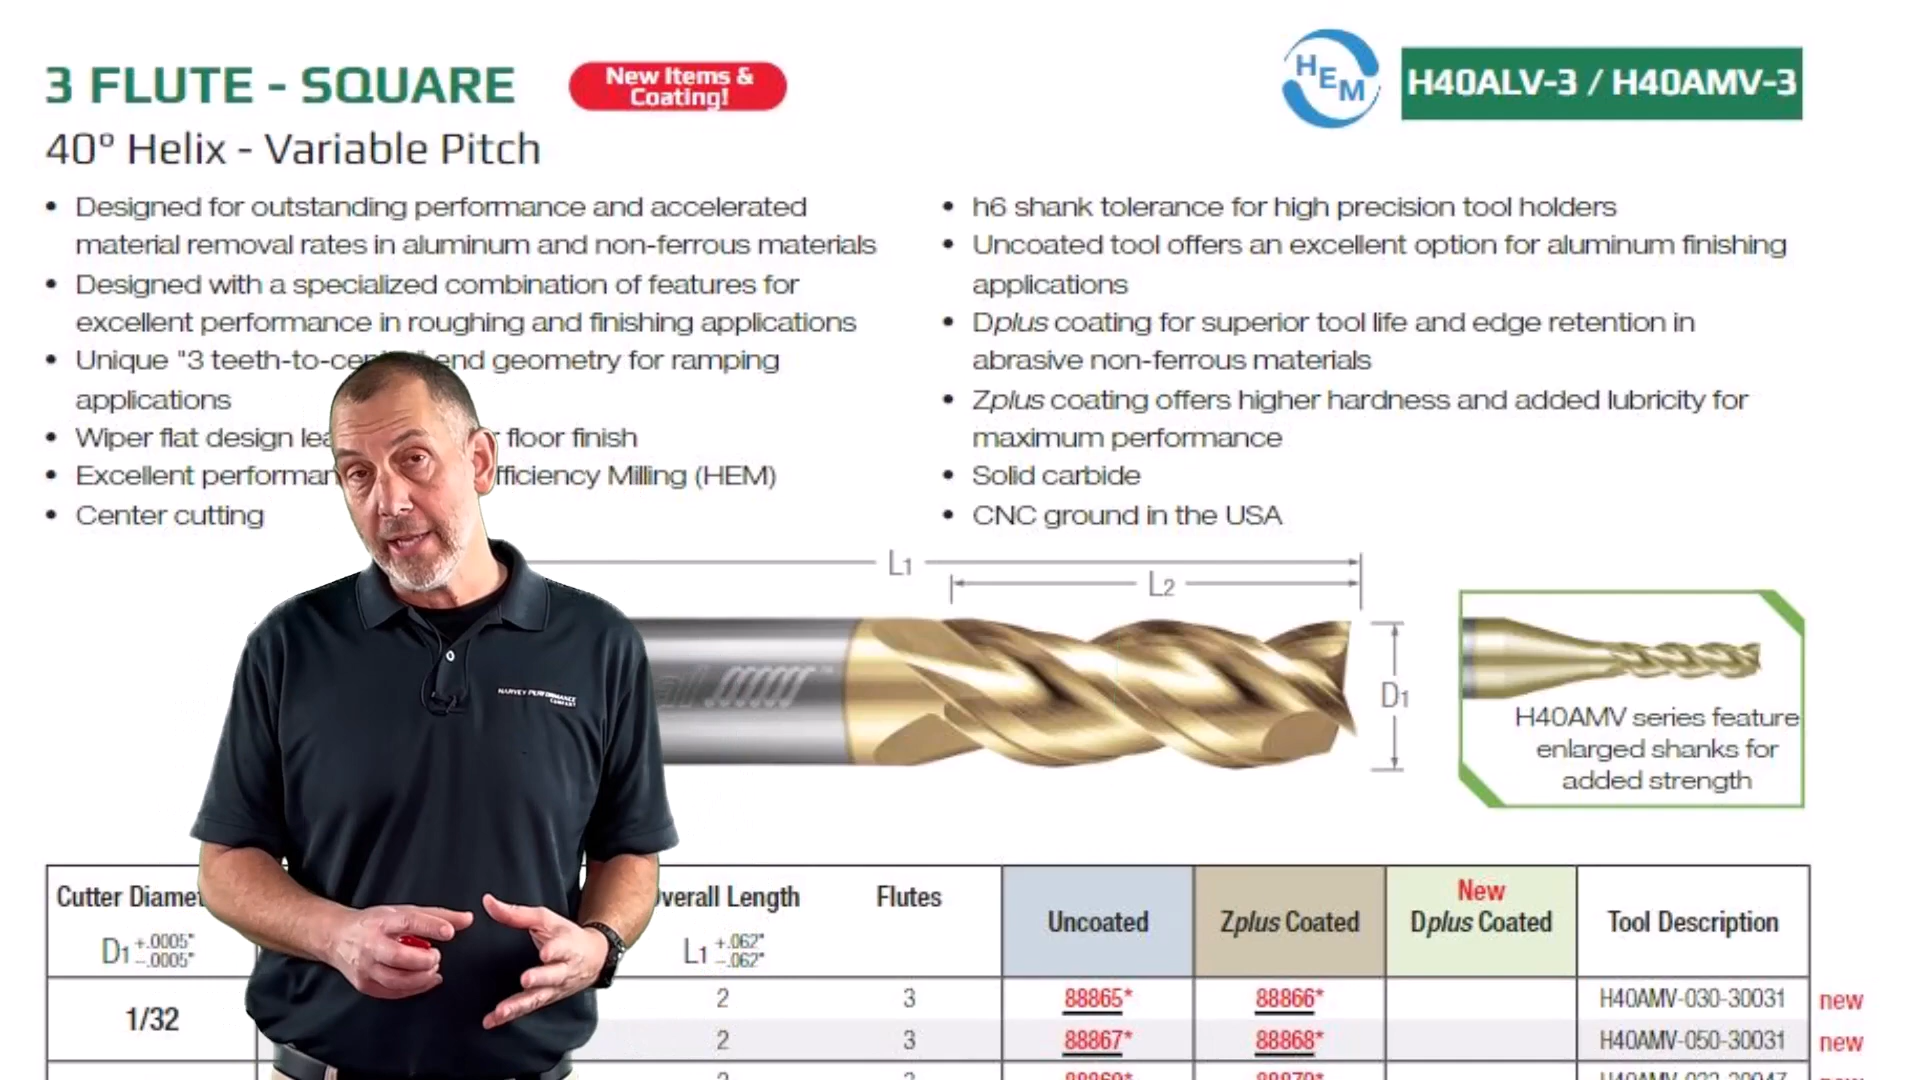 3 FLUTE - SQUARE
New Items &
Coating!
HEM
H40ALV-3 / H40AMV-3
40° Helix - Variable Pitch
• Designed for outstanding performance and accelerated
material removal rates in aluminum and non-ferrous materials
• Designed with a specialized combination of features for
excellent performance in roughing and finishing applications
• Unique "3 teeth-to- end geometry for ramping
applications
• Wiper flat design floor finish
• Excellent Milling (HEM)
• Center cutting
• h6 shank tolerance for high precision tool holders
• Uncoated tool offers an excellent option for aluminum finishing
applications
• Dplus coating for superior tool life and edge retention in
abrasive non-ferrous materials
• Zplus coating offers higher hardness and added lubricity for
maximum performance
• Solid carbide
• CNC ground in the USA
L1
L2
D1
H40AMV series feature
enlarged shanks for
added strength
HARVEY PERFORMANCE
COMPANY
Cutter
D1 +.0005" -.0005"
Length
L1 +.062" -.062"
Flutes
Uncoated
Zplus Coated
New
Dplus Coated
Tool Description
1/32
2 3 88865* 88866* H40AMV-030-30031 new
2 3 88867* 88868* H40AMV-050-30031 new